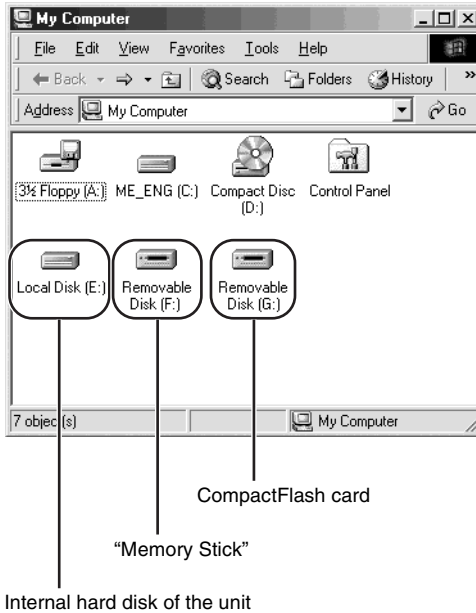 My Computer
File Edit View Favorites Tools Help
Back Search Folders History »
Address My Computer Go
3½ Floppy (A:) ME_ENG (C:) Compact Disc (D:) Control Panel
Local Disk (E:) Removable Disk (F:) Removable Disk (G:)
7 object(s) My Computer
CompactFlash card
“Memory Stick”
Internal hard disk of the unit